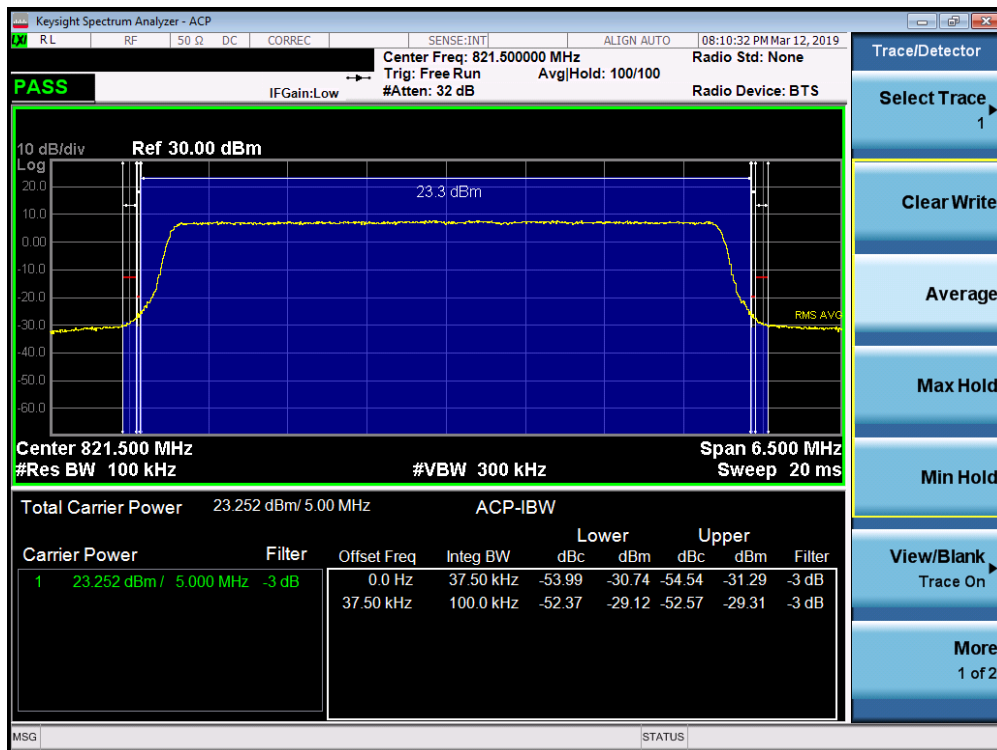 Keysight Spectrum Analyzer - ACP
LXI RL RF 50 Ω DC CORREC SENSE:INT ALIGN AUTO 08:10:32 PM Mar 12, 2019
Center Freq: 821.500000 MHz Radio Std: None
Trig: Free Run Avg|Hold: 100/100
PASS IFGain:Low #Atten: 32 dB Radio Device: BTS
Trace/Detector
Select Trace
1
Clear Write
Average
Max Hold
Min Hold
View/Blank
Trace On
More
1 of 2
10 dB/div Ref 30.00 dBm
Log
20.0
10.0
0.00
-10.0
-20.0
-30.0
-40.0
-50.0
-60.0
23.3 dBm
RMS AVG
Center 821.500 MHz Span 6.500 MHz
#Res BW 100 kHz #VBW 300 kHz Sweep 20 ms
Total Carrier Power 23.252 dBm/ 5.00 MHz ACP-IBW
Lower Upper
Carrier Power Filter Offset Freq Integ BW dBc dBm dBc dBm Filter
1 23.252 dBm / 5.000 MHz -3 dB 0.0 Hz 37.50 kHz -53.99 -30.74 -54.54 -31.29 -3 dB
37.50 kHz 100.0 kHz -52.37 -29.12 -52.57 -29.31 -3 dB
MSG STATUS